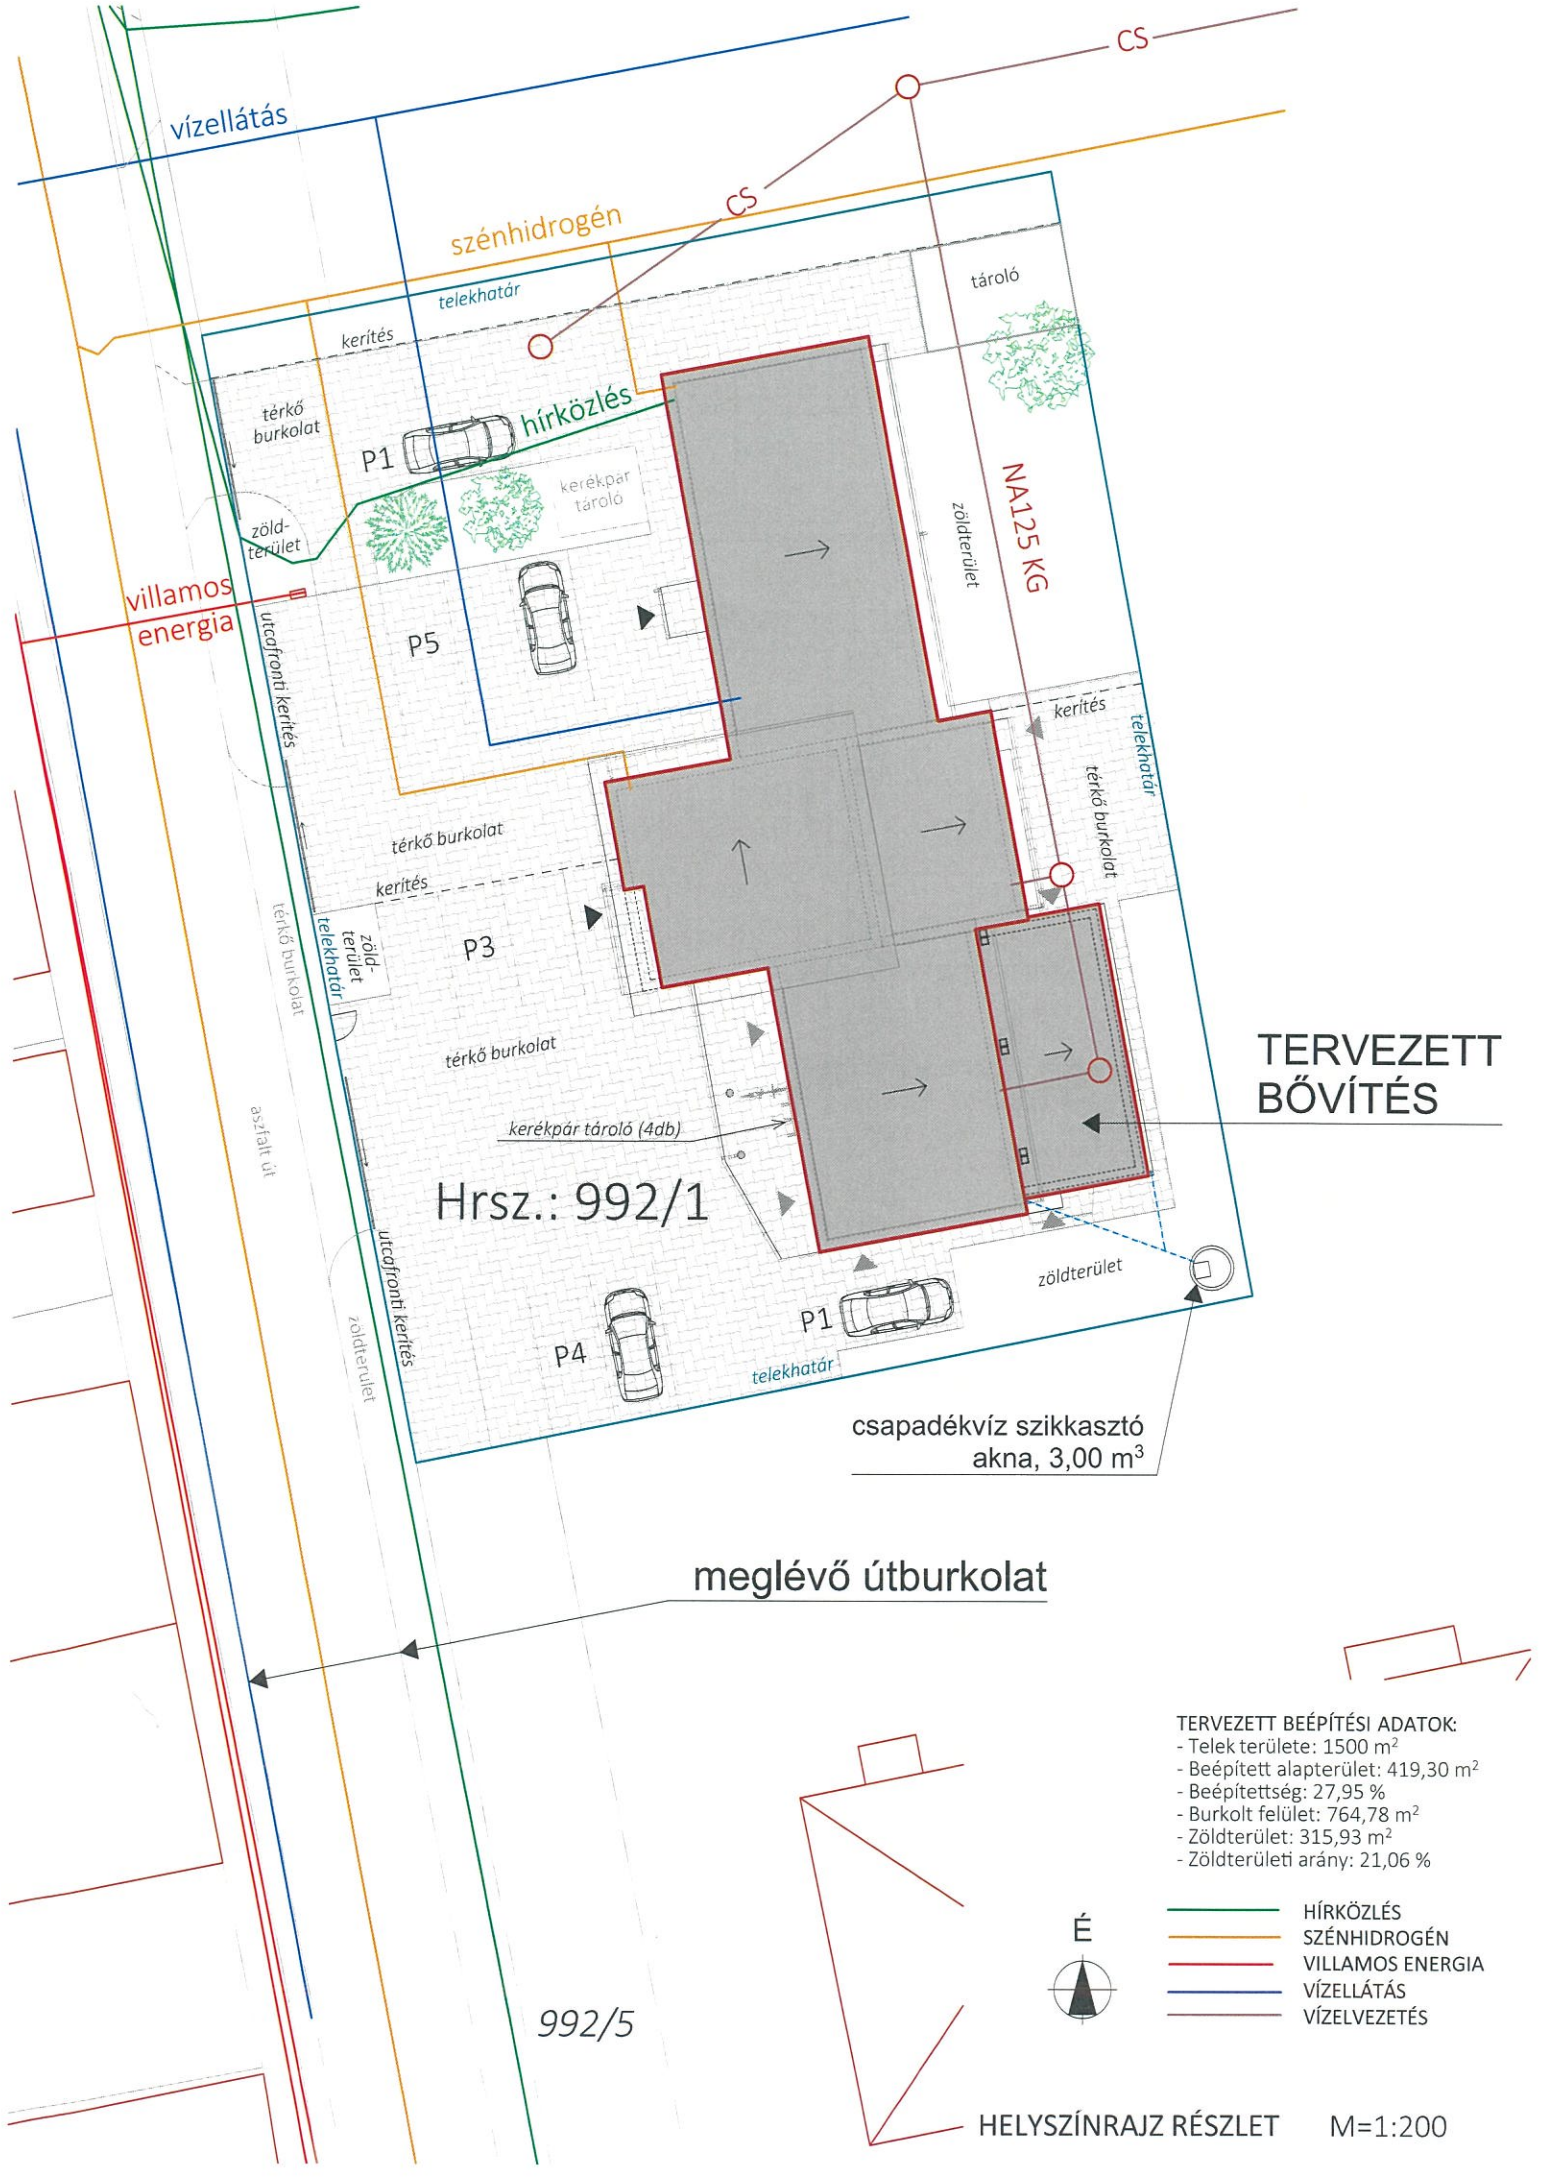 CS
vízellátás
CS
szénhidrogén
telekhatár
tároló
kerítés
térkő
burkolat
P1
hírközlés
kerékpár
tároló
NA125 KG
zöldterület
zöld-
terület
villamos
energia
P5
utcafronti kerítés
kerítés
telekhatár
térkő burkolat
térkő burkolat
kerítés
térkő burkolat
telekhatár
zöld-
terület
P3
térkő burkolat
TERVEZETT
BŐVÍTÉS
aszfalt út
kerékpár tároló (4db)
Hrsz.: 992/1
utcafronti kerítés
zöldterület
zöldterület
P1
P4
telekhatár
csapadékvíz szikkasztó
akna, 3,00 m³
meglévő útburkolat
TERVEZETT BEÉPÍTÉSI ADATOK:
- Telek területe: 1500 m²
- Beépített alapterület: 419,30 m²
- Beépítettség: 27,95 %
- Burkolt felület: 764,78 m²
- Zöldterület: 315,93 m²
- Zöldterületi arány: 21,06 %
É
HÍRKÖZLÉS
SZÉNHIDROGÉN
VILLAMOS ENERGIA
VÍZELLÁTÁS
VÍZELVEZETÉS
992/5
HELYSZÍNRAJZ RÉSZLET M=1:200